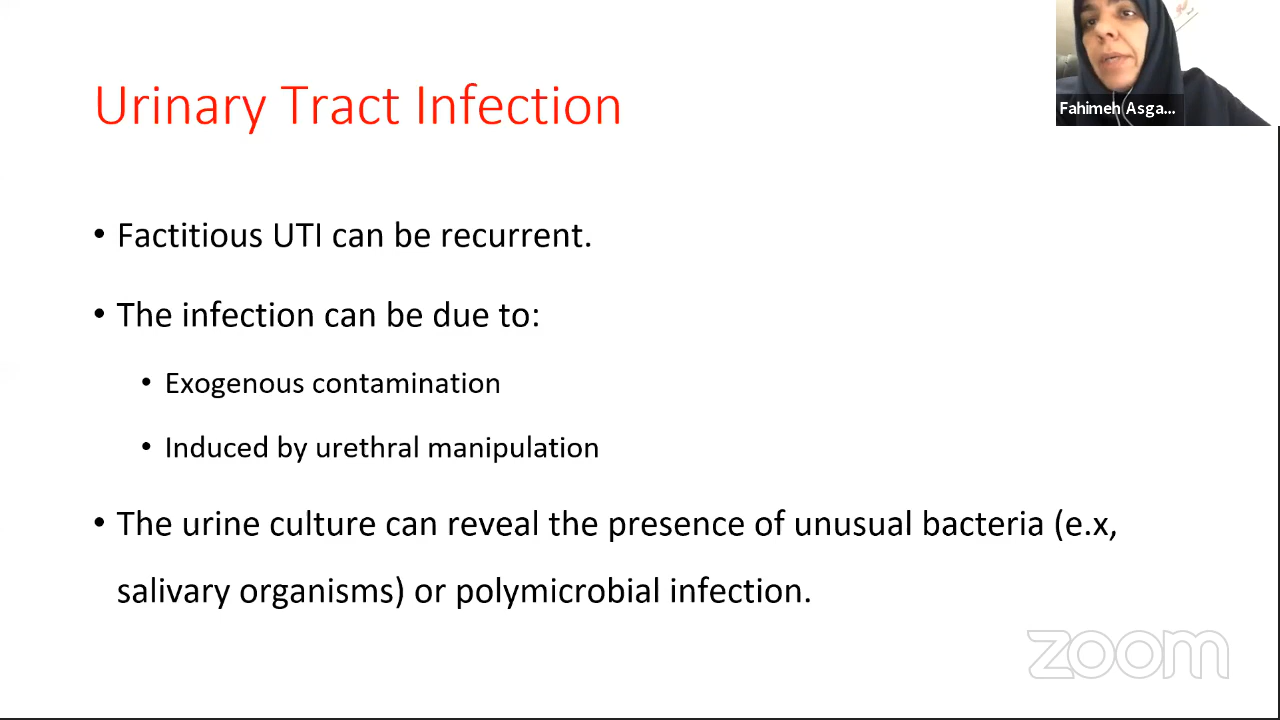 Urinary Tract Infection
Fahimeh Asga...
• Factitious UTI can be recurrent.
• The infection can be due to:
• Exogenous contamination
• Induced by urethral manipulation
• The urine culture can reveal the presence of unusual bacteria (e.x,
salivary organisms) or polymicrobial infection.
zoom